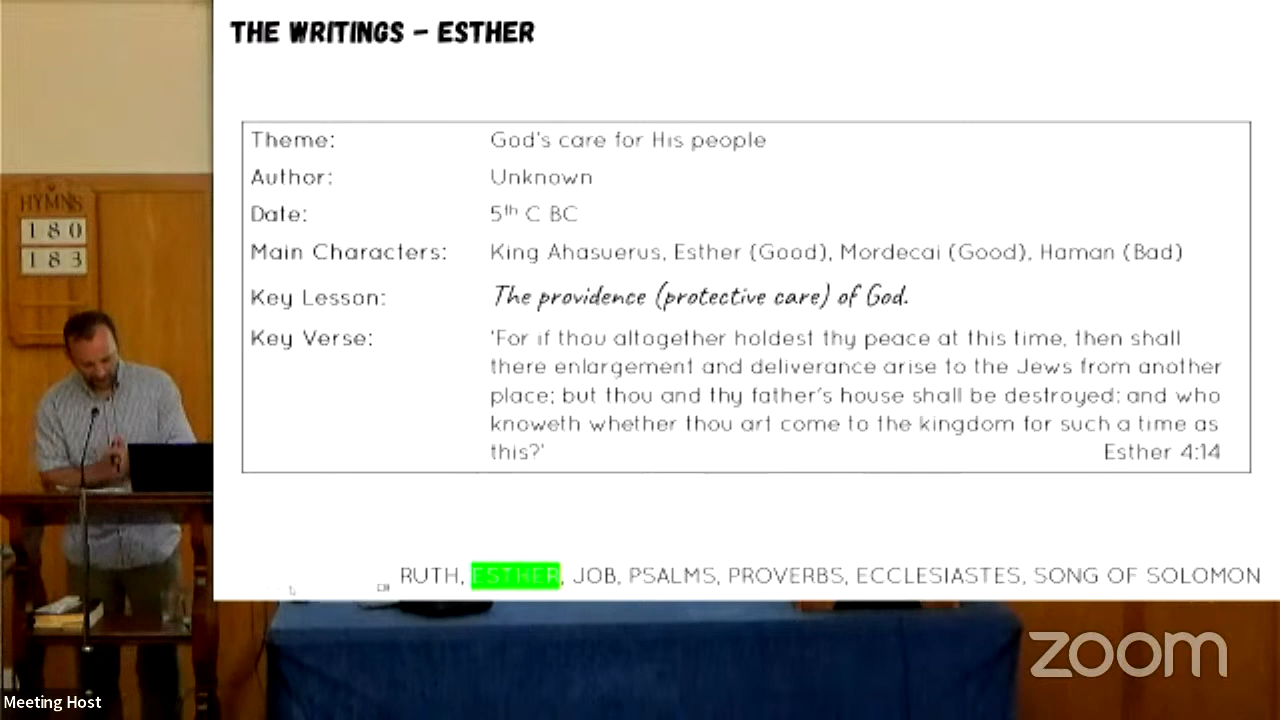 THE WRITINGS – ESTHER
HYMNS
180
183
Theme: God's care for His people
Author: Unknown
Date: 5th C BC
Main Characters: King Ahasuerus, Esther (Good), Mordecai (Good), Haman (Bad)
Key Lesson: The providence (protective care) of God.
Key Verse: 'For if thou altogether holdest thy peace at this time, then shall
there enlargement and deliverance arise to the Jews from another
place; but thou and thy father's house shall be destroyed: and who
knoweth whether thou art come to the kingdom for such a time as
this?' Esther 4:14
RUTH, ESTHER, JOB, PSALMS, PROVERBS, ECCLESIASTES, SONG OF SOLOMON
zoom
Meeting Host